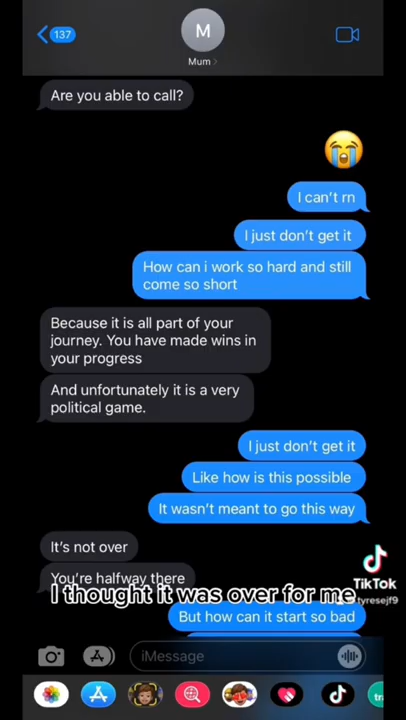 137
M
Mum
Are you able to call?
I can't rn
I just don't get it
How can i work so hard and still
come so short
Because it is all part of your
journey. You have made wins in
your progress
And unfortunately it is a very
political game.
I just don't get it
Like how is this possible
It wasn't meant to go this way
It's not over
You're halfway there
I thought it was over for me
TikTok
But how can it start so bad
iMessage